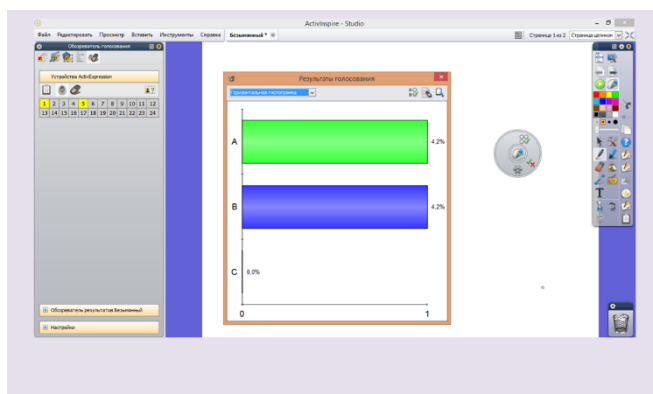 ActivInspire - Studio
Файл Редактировать Просмотр Вставить Инструменты Справка Безымянный * Страница 1 из 2 Страница целиком
Обозреватель голосования
Устройства ActivExpression
1 2 3 4 5 6 7 8 9 10 11 12
13 14 15 16 17 18 19 20 21 22 23 24
Результаты голосования
Горизонтальная гистограмма
A 4,2%
B 4,2%
C 0,0%
0 1
Обозреватель результатов Безымянный
Настройки